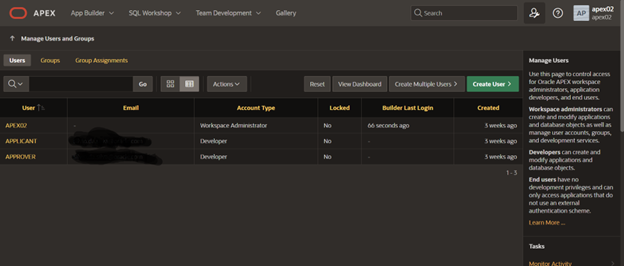 APEX
App Builder
SQL Workshop
Team Development
Gallery
Search
AP
apex02
apex02
Manage Users and Groups
Users
Groups
Group Assignments
Go
Actions
Reset
View Dashboard
Create Multiple Users
Create User
User
Email
Account Type
Locked
Builder Last Login
Created
APEX02
-
Workspace Administrator
No
66 seconds ago
3 weeks ago
APPLICANT
Developer
No
-
3 weeks ago
APPROVER
Developer
No
-
3 weeks ago
1 - 3
Manage Users
Use this page to control access
for Oracle APEX workspace
administrators, application
developers, and end users.
Workspace administrators can
create and modify applications
and database objects as well as
manage user accounts, groups,
and development services.
Developers can create and
modify applications and
database objects.
End users have no
development privileges and can
only access applications that do
not use an external
authentication scheme.
Learn More ...
Tasks
Monitor Activity